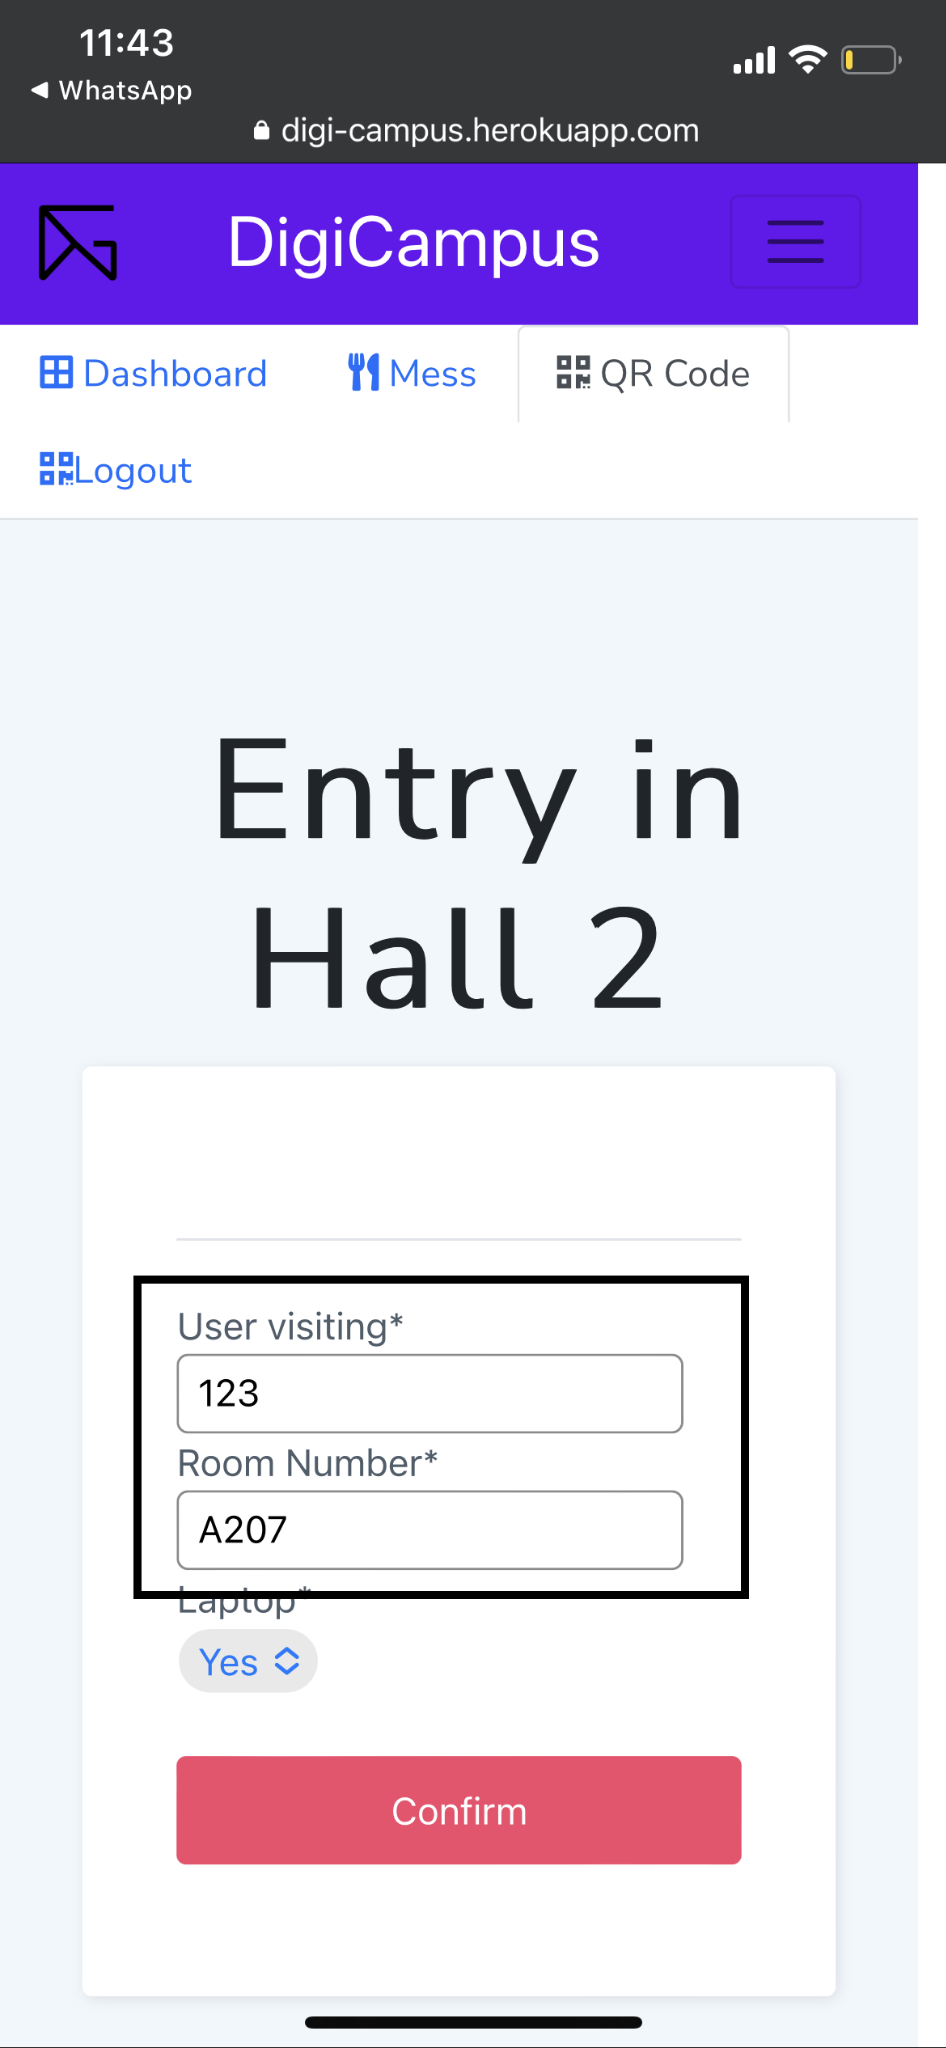 11:43
◀ WhatsApp
digi-campus.herokuapp.com
DigiCampus
Dashboard Mess QR Code
Logout
Entry in
Hall 2
User visiting*
123
Room Number*
A207
Laptop*
Yes
Confirm